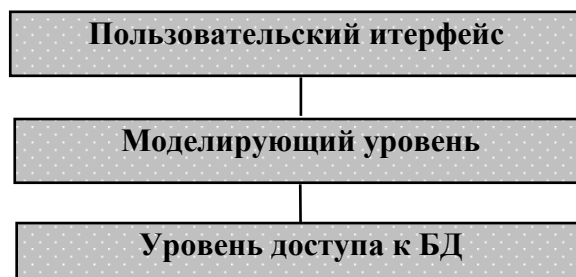 Пользовательский итерфейс
Моделирующий уровень
Уровень доступа к БД